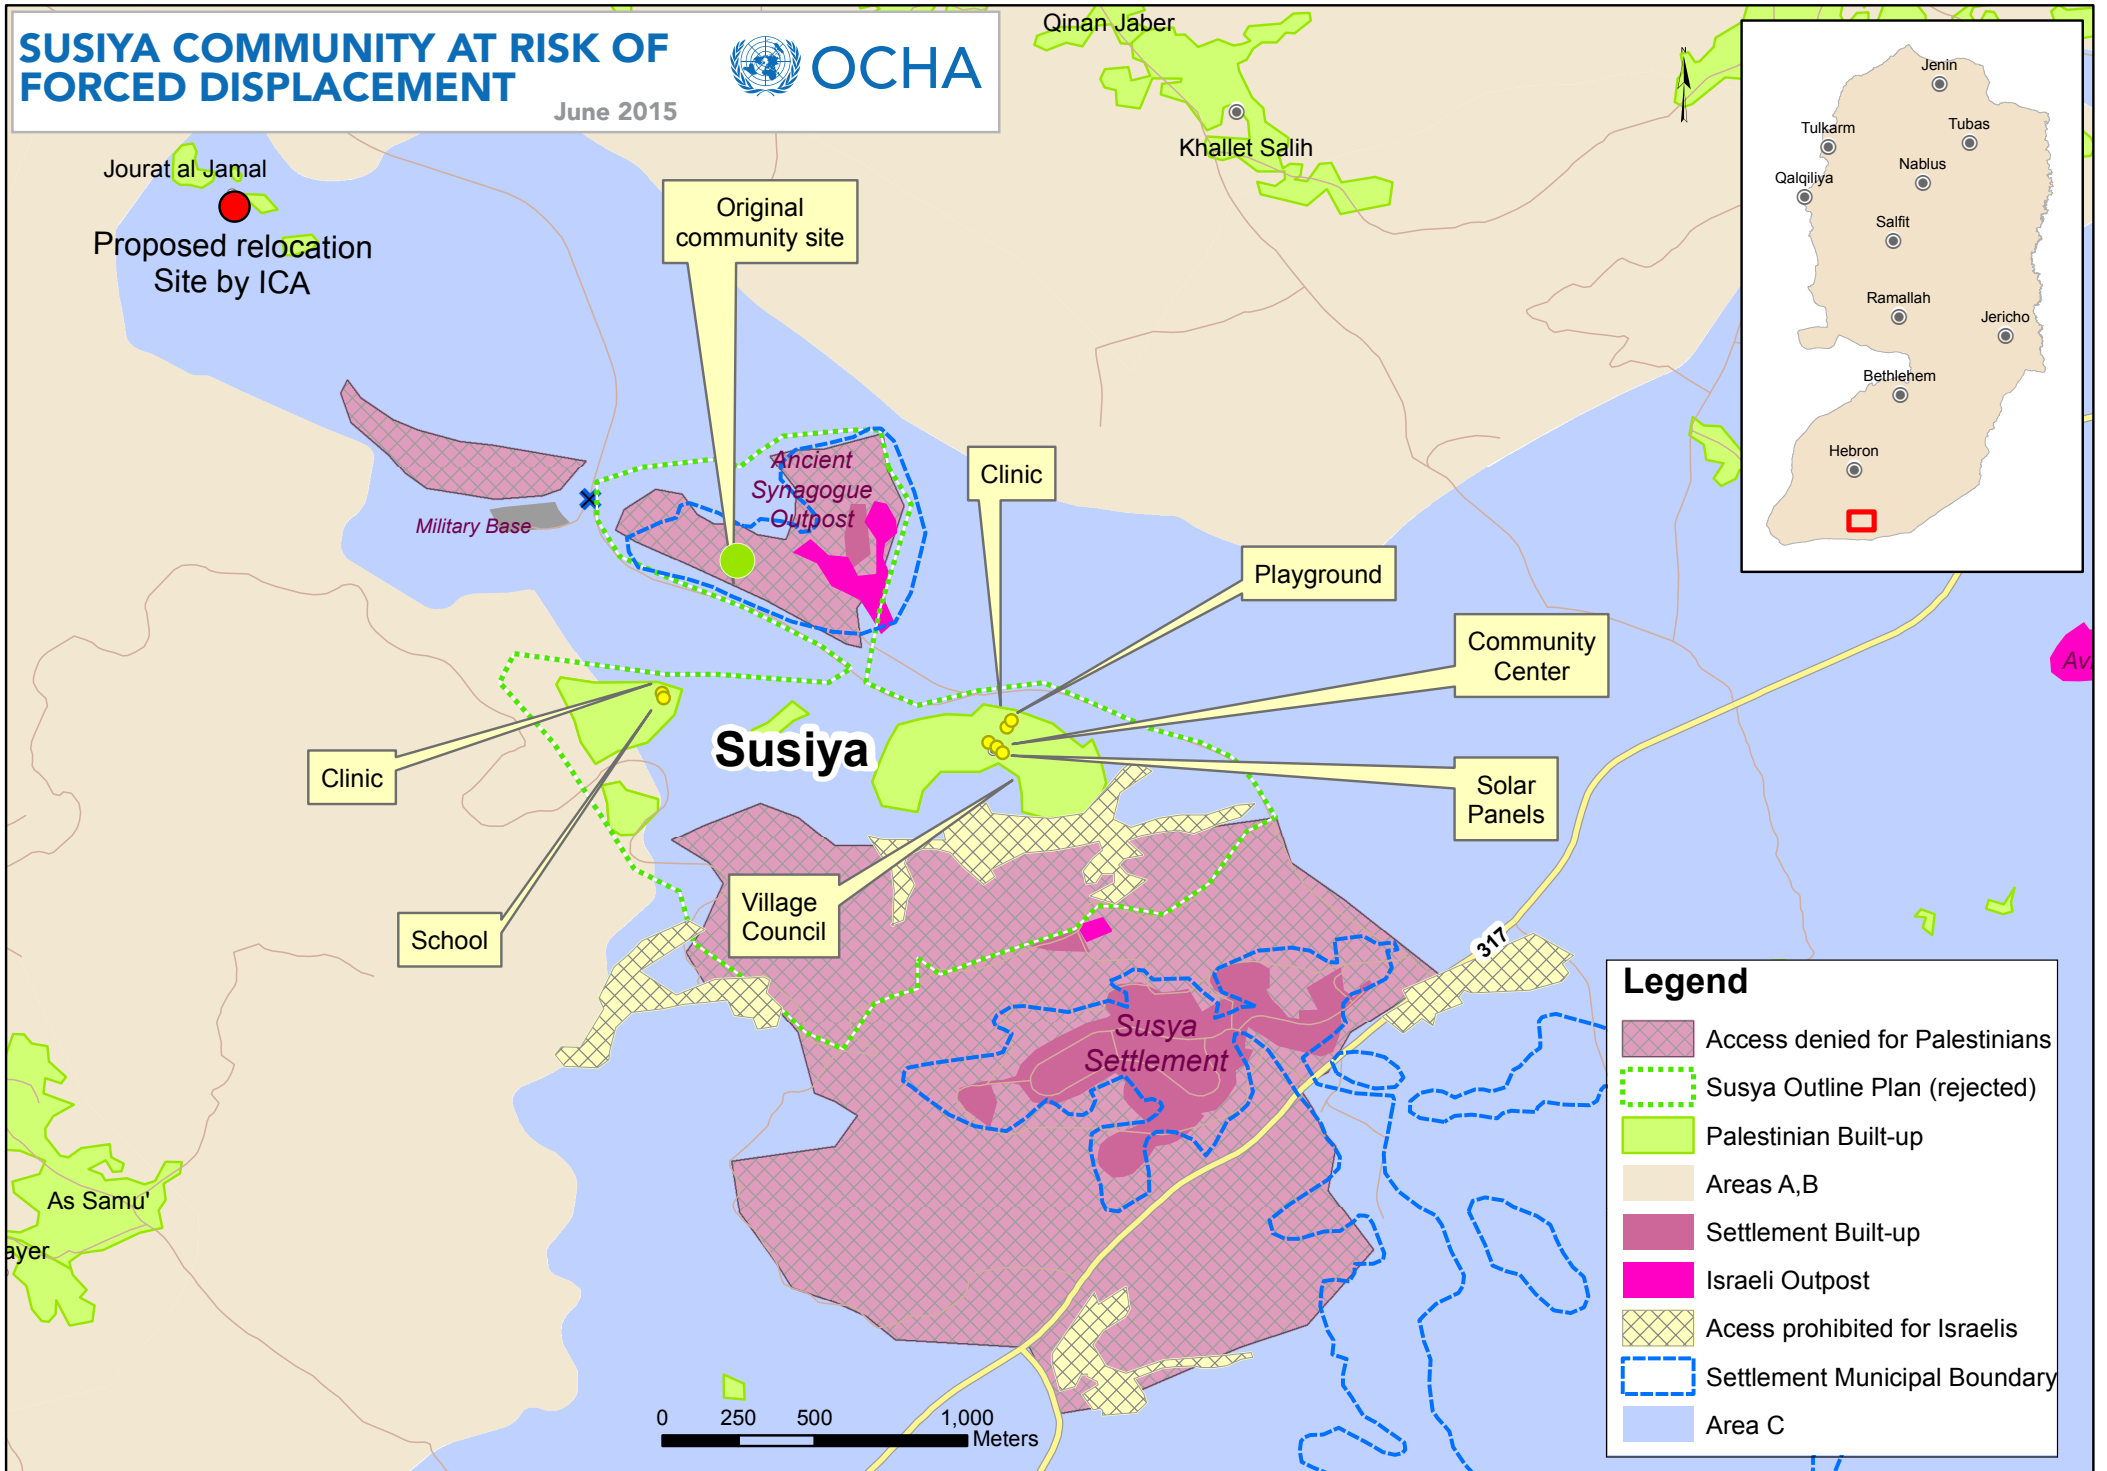 SUSIYA COMMUNITY AT RISK OF
FORCED DISPLACEMENT
June 2015
OCHA
Qinan Jaber
Khallet Salih
N
Jourat al Jamal
Proposed relocation
Site by ICA
Original
community site
Jenin
Tulkarm
Tubas
Nablus
Qalqiliya
Salfit
Ramallah
Jericho
Bethlehem
Hebron
Ancient
Synagogue
Outpost
Military Base
Clinic
Playground
Community
Center
Avi
Susiya
Clinic
Solar
Panels
Village
Council
School
317
Susya
Settlement
As Samu'
ayer
Legend
Access denied for Palestinians
Susya Outline Plan (rejected)
Palestinian Built-up
Areas A,B
Settlement Built-up
Israeli Outpost
Acess prohibited for Israelis
Settlement Municipal Boundary
Area C
0 250 500 1,000
Meters